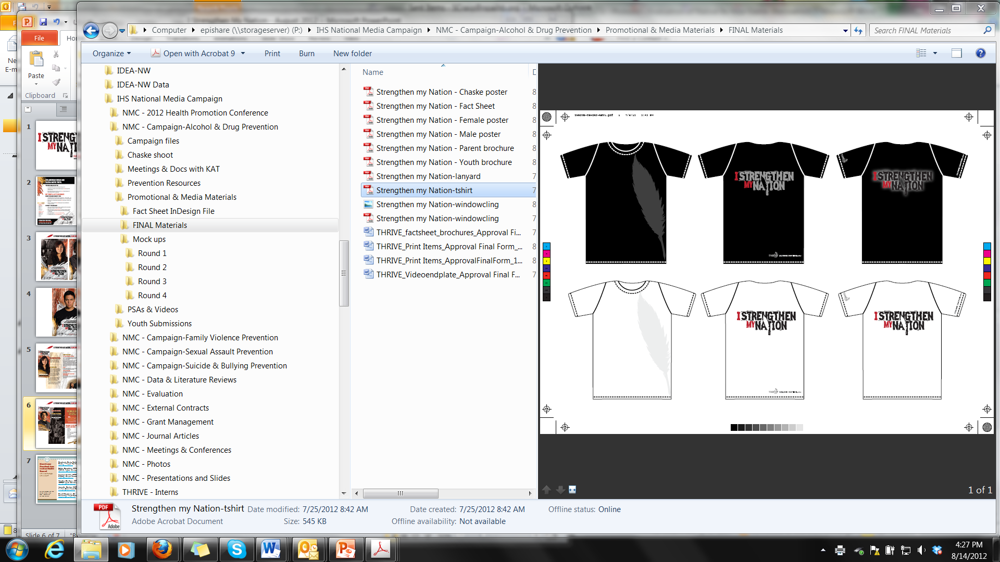 File
Ho
Paste
Clipboard
Ne
E-m
Computer
epishare (\\storageserver) (P:)
IHS National Media Campaign
NMC - Campaign-Alcohol & Drug Prevention
Promotional & Media Materials
FINAL Materials
Search FINAL Materials
Organize
Open with Acrobat 9
Print
Burn
New folder
IDEA-NW
IDEA-NW Data
IHS National Media Campaign
NMC - 2012 Health Promotion Conference
NMC - Campaign-Alcohol & Drug Prevention
Campaign files
Chaske shoot
Meetings & Docs with KAT
Prevention Resources
Promotional & Media Materials
Fact Sheet InDesign File
FINAL Materials
Mock ups
Round 1
Round 2
Round 3
Round 4
PSAs & Videos
Youth Submissions
NMC - Campaign-Family Violence Prevention
NMC - Campaign-Sexual Assault Prevention
NMC - Campaign-Suicide & Bullying Prevention
NMC - Data & Literature Reviews
NMC - Evaluation
NMC - External Contracts
NMC - Grant Management
NMC - Journal Articles
NMC - Meetings & Conferences
NMC - Photos
NMC - Presentations and Slides
THRIVE - Interns
Name
Strengthen my Nation - Chaske poster
Strengthen my Nation - Fact Sheet
Strengthen my Nation - Female poster
Strengthen my Nation - Male poster
Strengthen my Nation - Parent brochure
Strengthen my Nation - Youth brochure
Strengthen my Nation-lanyard
Strengthen my Nation-tshirt
Strengthen my Nation-windowcling
Strengthen my Nation-windowcling
THRIVE_factsheet_brochures_Approval Fi...
THRIVE_Print Items_Approval Final Form_...
THRIVE_Print Items_ApprovalFinalForm_1...
THRIVE_Videoendplate_Approval Final F...
I STRENGTHEN
MY NATION
I STRENGTHEN
MY NATION
I STRENGTHEN
MY NATION
I STRENGTHEN
MY NATION
1 of 1
1
2
3
4
5
6
7
Slide 6 of 7
PDF
Adobe
Strengthen my Nation-tshirt
Date modified: 7/25/2012 8:42 AM
Date created: 7/25/2012 8:42 AM
Offline status: Online
Adobe Acrobat Document
Size: 545 KB
Offline availability: Not available
4:27 PM
8/14/2012